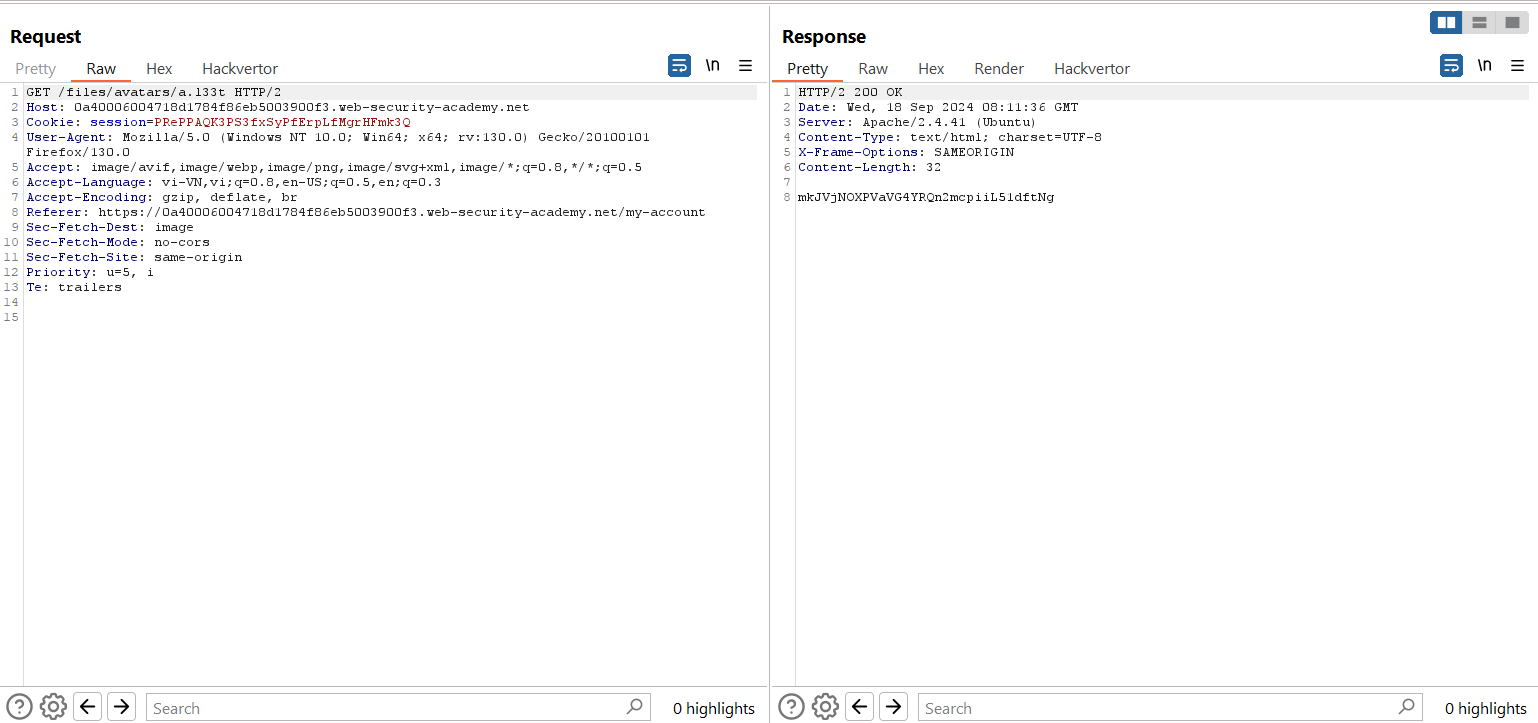 Request
Pretty Raw Hex Hackvertor
\n
1 GET /files/avatars/a.l33t HTTP/2
2 Host: 0a40006004718d1784f86eb5003900f3.web-security-academy.net
3 Cookie: session=PRePPAQK3PS3fxSyPfErpLfMgrHFmk3Q
4 User-Agent: Mozilla/5.0 (Windows NT 10.0; Win64; x64; rv:130.0) Gecko/20100101
Firefox/130.0
5 Accept: image/avif,image/webp,image/png,image/svg+xml,image/*;q=0.8,*/*;q=0.5
6 Accept-Language: vi-VN,vi;q=0.8,en-US;q=0.5,en;q=0.3
7 Accept-Encoding: gzip, deflate, br
8 Referer: https://0a40006004718d1784f86eb5003900f3.web-security-academy.net/my-account
9 Sec-Fetch-Dest: image
10 Sec-Fetch-Mode: no-cors
11 Sec-Fetch-Site: same-origin
12 Priority: u=5, i
13 Te: trailers
14
15
? Search 0 highlights
Response
Pretty Raw Hex Render Hackvertor
\n
1 HTTP/2 200 OK
2 Date: Wed, 18 Sep 2024 08:11:36 GMT
3 Server: Apache/2.4.41 (Ubuntu)
4 Content-Type: text/html; charset=UTF-8
5 X-Frame-Options: SAMEORIGIN
6 Content-Length: 32
7
8 mkJVjNOXPVaVG4YRQn2mcpiiL51dftNg
? Search 0 highlights